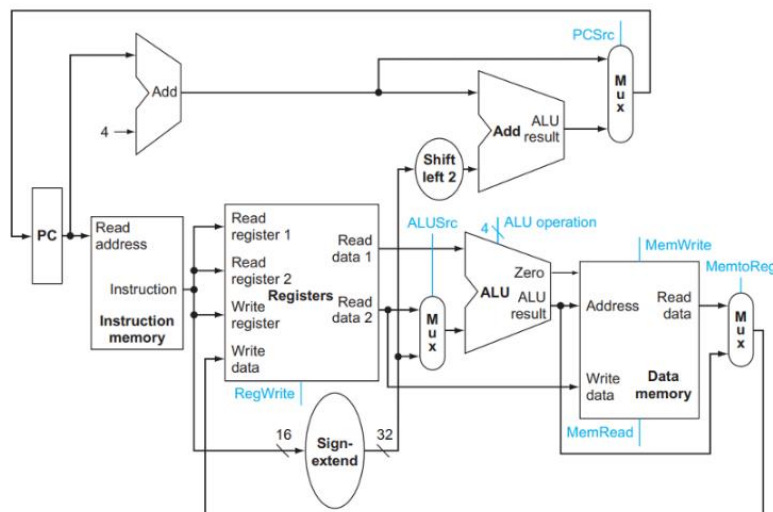 PCSrc
Add
M
u
x
4
Add
ALU
result
Shift
left 2
PC
Read
address
Instruction
Instruction
memory
Read
register 1
Read
register 2
Write
register
Write
data
Registers
Read
data 1
Read
data 2
RegWrite
16
Sign-
extend
32
ALUSrc
M
u
x
4
ALU operation
Zero
ALU
ALU
result
MemWrite
Address
Read
data
Write
data
Data
memory
MemRead
MemtoReg
M
u
x